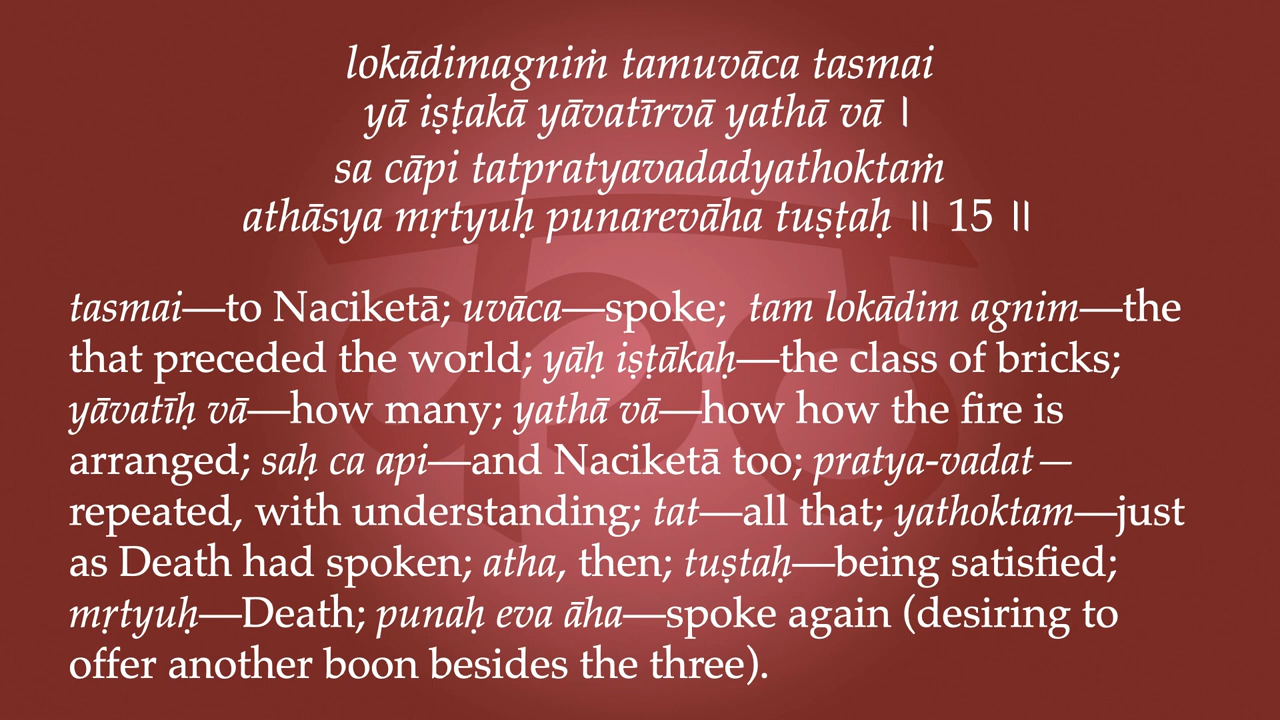 lokādimagniṁ tamuvāca tasmai
yā iṣṭakā yāvatīrvā yathā vā ।
sa cāpi tatpratyavadadyathoktaṁ
athāsya mṛtyuḥ punarevāha tuṣṭaḥ ॥ 15 ॥
tasmai—to Naciketā; uvāca—spoke;  tam lokādim agnim—the
that preceded the world; yāḥ iṣṭākaḥ—the class of bricks;
yāvatīḥ vā—how many; yathā vā—how how the fire is
arranged; saḥ ca api—and Naciketā too; pratya-vadat—
repeated, with understanding; tat—all that; yathoktam—just
as Death had spoken; atha, then; tuṣṭaḥ—being satisfied;
mṛtyuḥ—Death; punaḥ eva āha—spoke again (desiring to
offer another boon besides the three).
कठ